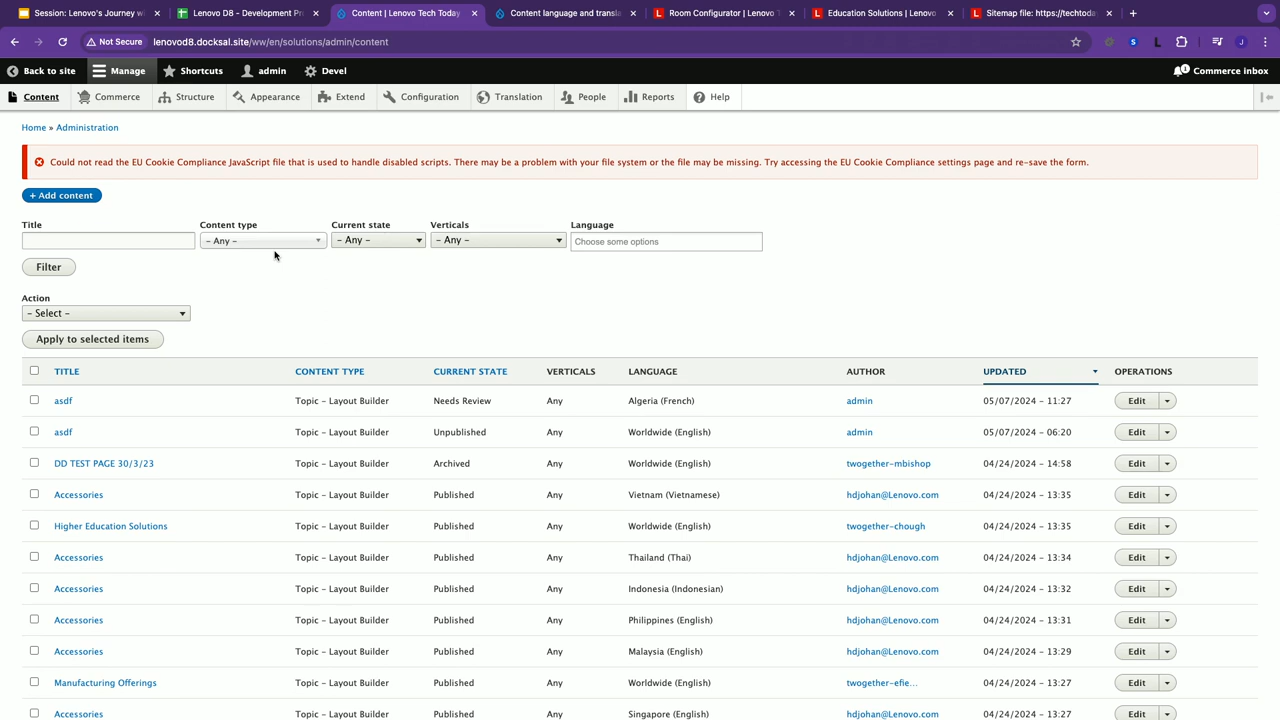 Session: Lenovo's Journey w
Lenovo D8 - Development Pr
Content | Lenovo Tech Today
Content language and transla
Room Configurator | Lenovo T
Education Solutions | Lenovo
Sitemap file: https://techtoda
Not Secure lenovod8.docksal.site/ww/en/solutions/admin/content
Back to site Manage Shortcuts admin Devel 1 Commerce inbox
Content Commerce Structure Appearance Extend Configuration Translation People Reports Help
Home » Administration
Could not read the EU Cookie Compliance JavaScript file that is used to handle disabled scripts. There may be a problem with your file system or the file may be missing. Try accessing the EU Cookie Compliance settings page and re-save the form.
+ Add content
Title Content type Current state Verticals Language
- Any - - Any - - Any - Choose some options
Filter
Action
- Select -
Apply to selected items
TITLE CONTENT TYPE CURRENT STATE VERTICALS LANGUAGE AUTHOR UPDATED OPERATIONS
asdf Topic - Layout Builder Needs Review Any Algeria (French) admin 05/07/2024 - 11:27 Edit
asdf Topic - Layout Builder Unpublished Any Worldwide (English) admin 05/07/2024 - 06:20 Edit
DD TEST PAGE 30/3/23 Topic - Layout Builder Archived Any Worldwide (English) twogether-mbishop 04/24/2024 - 14:58 Edit
Accessories Topic - Layout Builder Published Any Vietnam (Vietnamese) hdjohan@Lenovo.com 04/24/2024 - 13:35 Edit
Higher Education Solutions Topic - Layout Builder Published Any Worldwide (English) twogether-chough 04/24/2024 - 13:35 Edit
Accessories Topic - Layout Builder Published Any Thailand (Thai) hdjohan@Lenovo.com 04/24/2024 - 13:34 Edit
Accessories Topic - Layout Builder Published Any Indonesia (Indonesian) hdjohan@Lenovo.com 04/24/2024 - 13:32 Edit
Accessories Topic - Layout Builder Published Any Philippines (English) hdjohan@Lenovo.com 04/24/2024 - 13:31 Edit
Accessories Topic - Layout Builder Published Any Malaysia (English) hdjohan@Lenovo.com 04/24/2024 - 13:29 Edit
Manufacturing Offerings Topic - Layout Builder Published Any Worldwide (English) twogether-efie... 04/24/2024 - 13:27 Edit
Accessories Topic - Layout Builder Published Any Singapore (English) hdjohan@Lenovo.com 04/24/2024 - 13:27 Edit